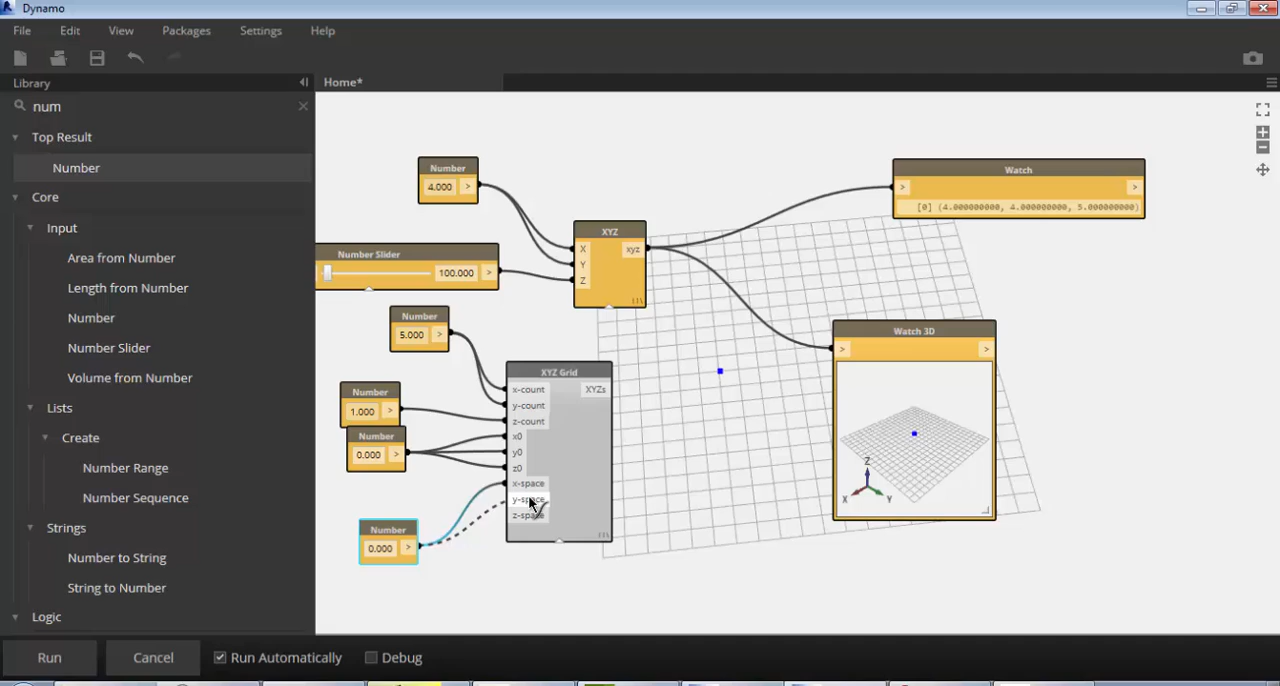 Dynamo
File Edit View Packages Settings Help
Library
Home*
num
Top Result
Number
Core
Input
Area from Number
Length from Number
Number
Number Slider
Volume from Number
Lists
Create
Number Range
Number Sequence
Strings
Number to String
String to Number
Logic
Number
4.000 >
Number Slider
100.000 >
XYZ
X xyz
Y
Z
Watch
> >
[0] (4.000000000, 4.000000000, 5.000000000)
Number
5.000 >
Number
1.000 >
Number
0.000 >
Number
0.000 >
XYZ Grid
x-count XYZs
y-count
z-count
x0
y0
z0
x-space
y-space
z-space
Watch 3D
> >
Z
X Y
Run Cancel Run Automatically Debug